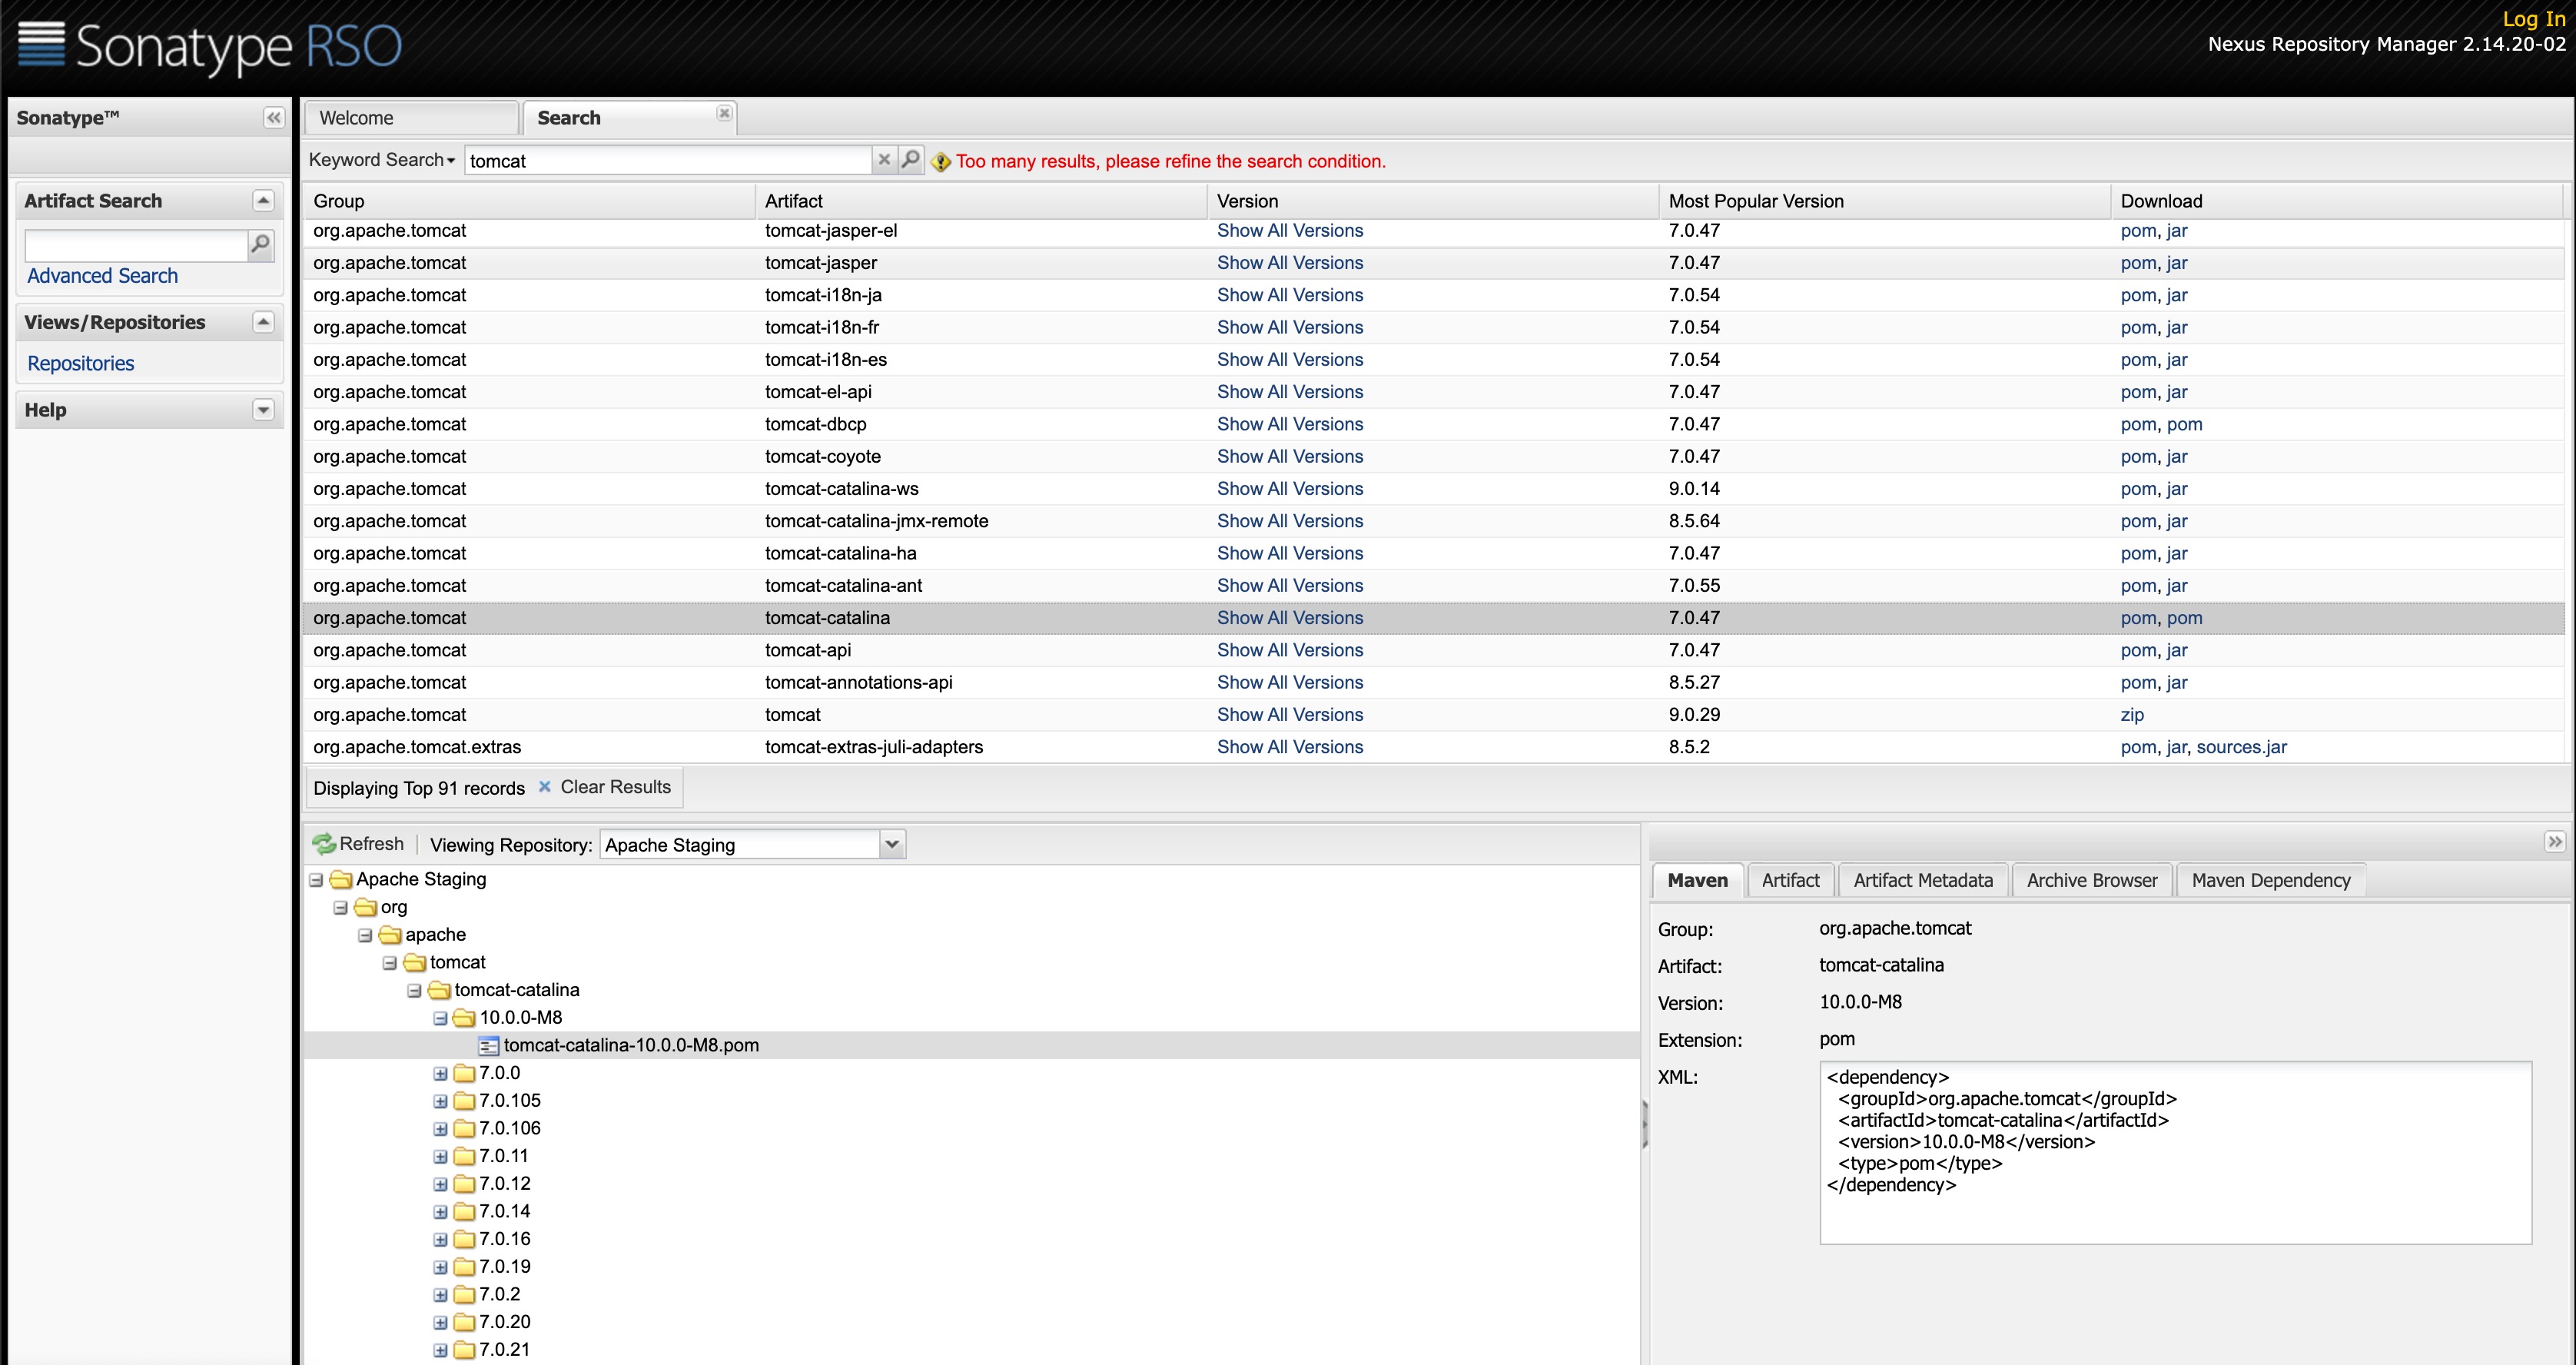 Sonatype RSO
Log In
Nexus Repository Manager 2.14.20-02
Sonatype™
Artifact Search
Advanced Search
Views/Repositories
Repositories
Help
Welcome
Search
Keyword Search tomcat Too many results, please refine the search condition.
Group Artifact Version Most Popular Version Download
org.apache.tomcat tomcat-jasper-el Show All Versions 7.0.47 pom, jar
org.apache.tomcat tomcat-jasper Show All Versions 7.0.47 pom, jar
org.apache.tomcat tomcat-i18n-ja Show All Versions 7.0.54 pom, jar
org.apache.tomcat tomcat-i18n-fr Show All Versions 7.0.54 pom, jar
org.apache.tomcat tomcat-i18n-es Show All Versions 7.0.54 pom, jar
org.apache.tomcat tomcat-el-api Show All Versions 7.0.47 pom, jar
org.apache.tomcat tomcat-dbcp Show All Versions 7.0.47 pom, pom
org.apache.tomcat tomcat-coyote Show All Versions 7.0.47 pom, jar
org.apache.tomcat tomcat-catalina-ws Show All Versions 9.0.14 pom, jar
org.apache.tomcat tomcat-catalina-jmx-remote Show All Versions 8.5.64 pom, jar
org.apache.tomcat tomcat-catalina-ha Show All Versions 7.0.47 pom, jar
org.apache.tomcat tomcat-catalina-ant Show All Versions 7.0.55 pom, jar
org.apache.tomcat tomcat-catalina Show All Versions 7.0.47 pom, pom
org.apache.tomcat tomcat-api Show All Versions 7.0.47 pom, jar
org.apache.tomcat tomcat-annotations-api Show All Versions 8.5.27 pom, jar
org.apache.tomcat tomcat Show All Versions 9.0.29 zip
org.apache.tomcat.extras tomcat-extras-juli-adapters Show All Versions 8.5.2 pom, jar, sources.jar
Displaying Top 91 records Clear Results
Refresh Viewing Repository: Apache Staging
Apache Staging
org
apache
tomcat
tomcat-catalina
10.0.0-M8
tomcat-catalina-10.0.0-M8.pom
7.0.0
7.0.105
7.0.106
7.0.11
7.0.12
7.0.14
7.0.16
7.0.19
7.0.2
7.0.20
7.0.21
Maven Artifact Artifact Metadata Archive Browser Maven Dependency
Group: org.apache.tomcat
Artifact: tomcat-catalina
Version: 10.0.0-M8
Extension: pom
XML:
<dependency>
<groupId>org.apache.tomcat</groupId>
<artifactId>tomcat-catalina</artifactId>
<version>10.0.0-M8</version>
<type>pom</type>
</dependency>